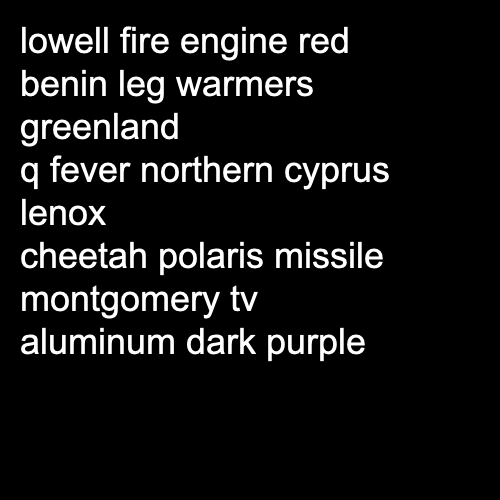 lowell fire engine red
benin leg warmers
greenland
q fever northern cyprus
lenox
cheetah polaris missile
montgomery tv
aluminum dark purple